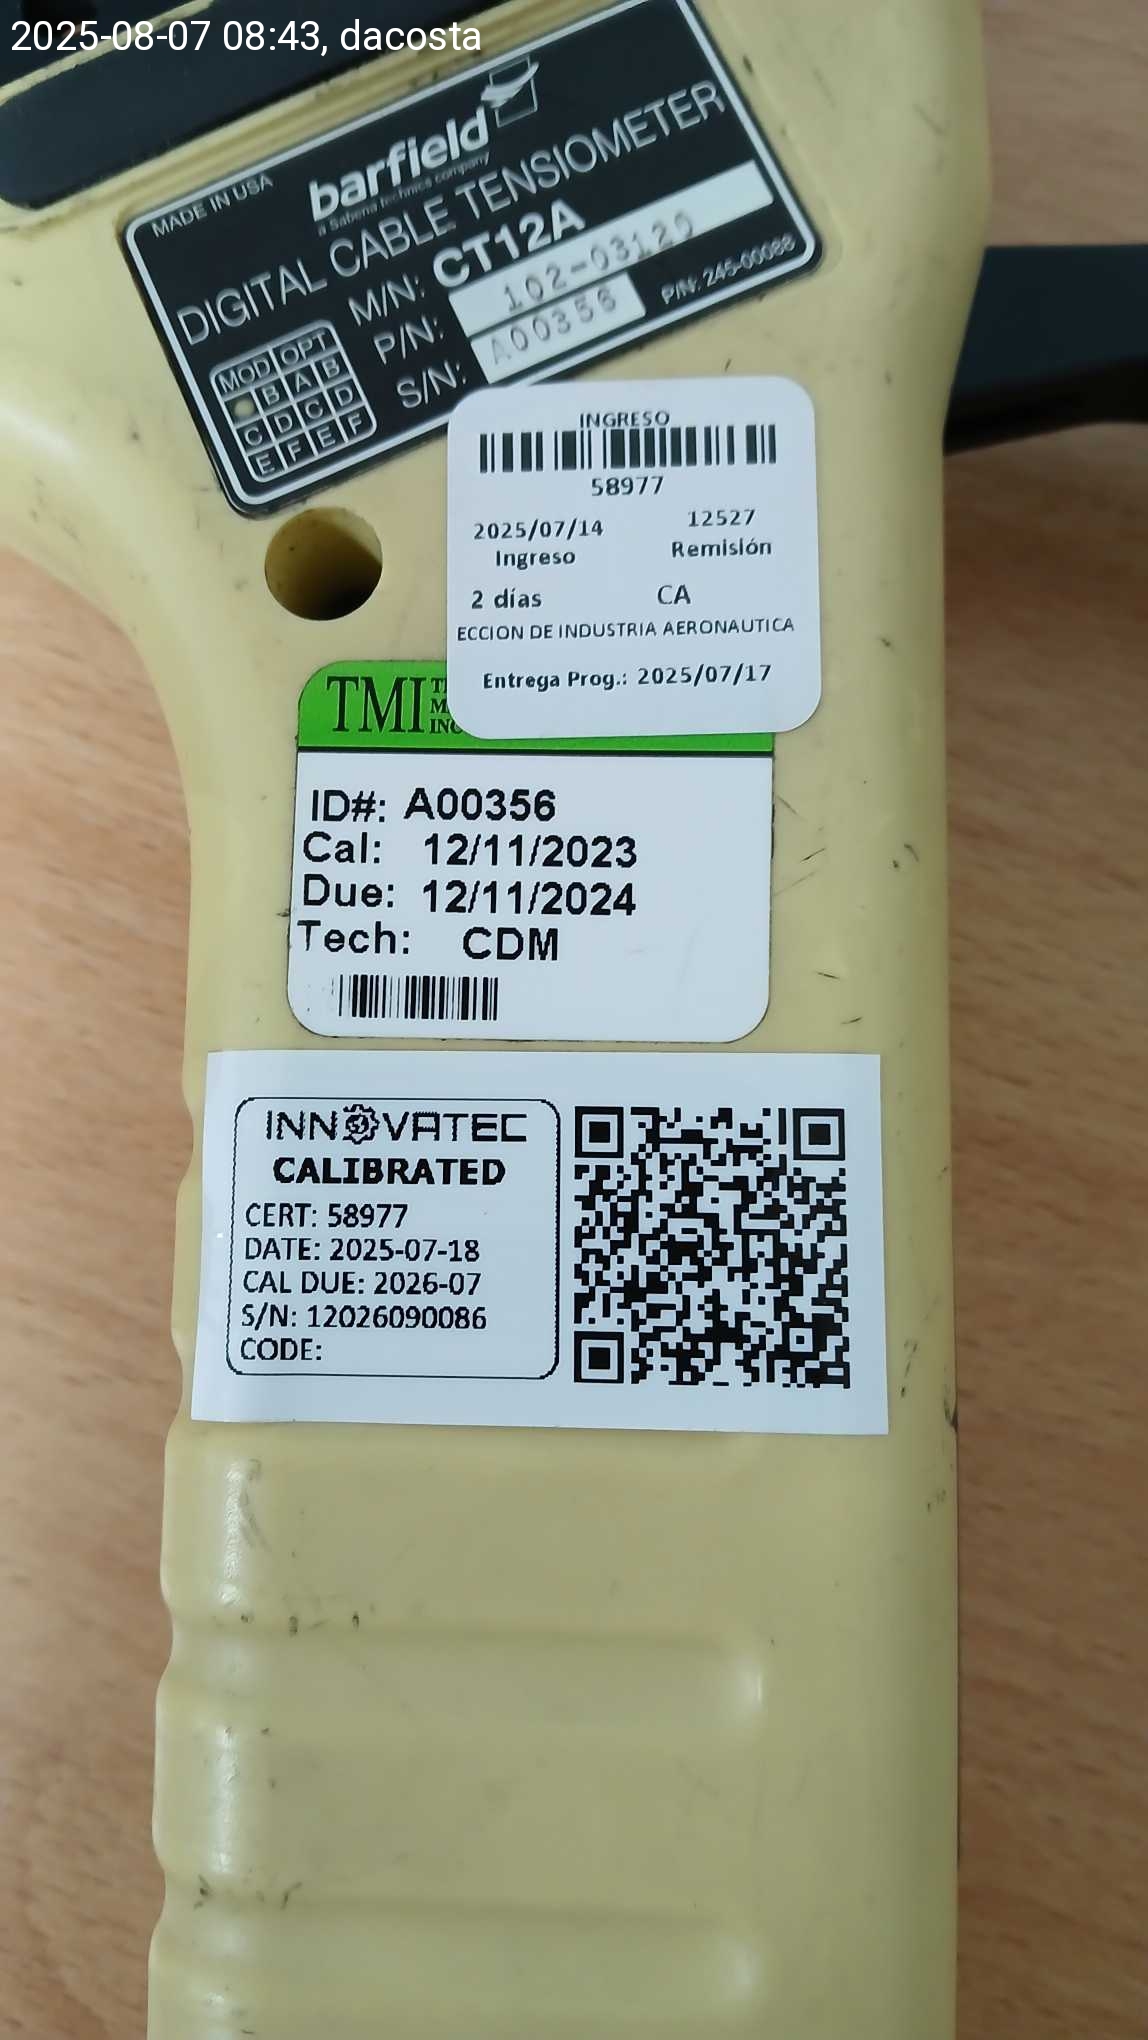 2025-08-07 08:43, dacosta
MADE IN USA
barfield
a Sabena technics company
DIGITAL CABLE TENSIOMETER
M/N: CT12A
P/N: 102-03120
S/N: A00356
P/N: 245-00088
MOD OPT
B A B
C D C D
E F E F
INGRESO
58977
2025/07/14 12527
Ingreso Remisión
2 días CA
ECCION DE INDUSTRIA AERONAUTICA
Entrega Prog.: 2025/07/17
TMI
ID#: A00356
Cal: 12/11/2023
Due: 12/11/2024
Tech: CDM
INNOVATEC
CALIBRATED
CERT: 58977
DATE: 2025-07-18
CAL DUE: 2026-07
S/N: 12026090086
CODE: